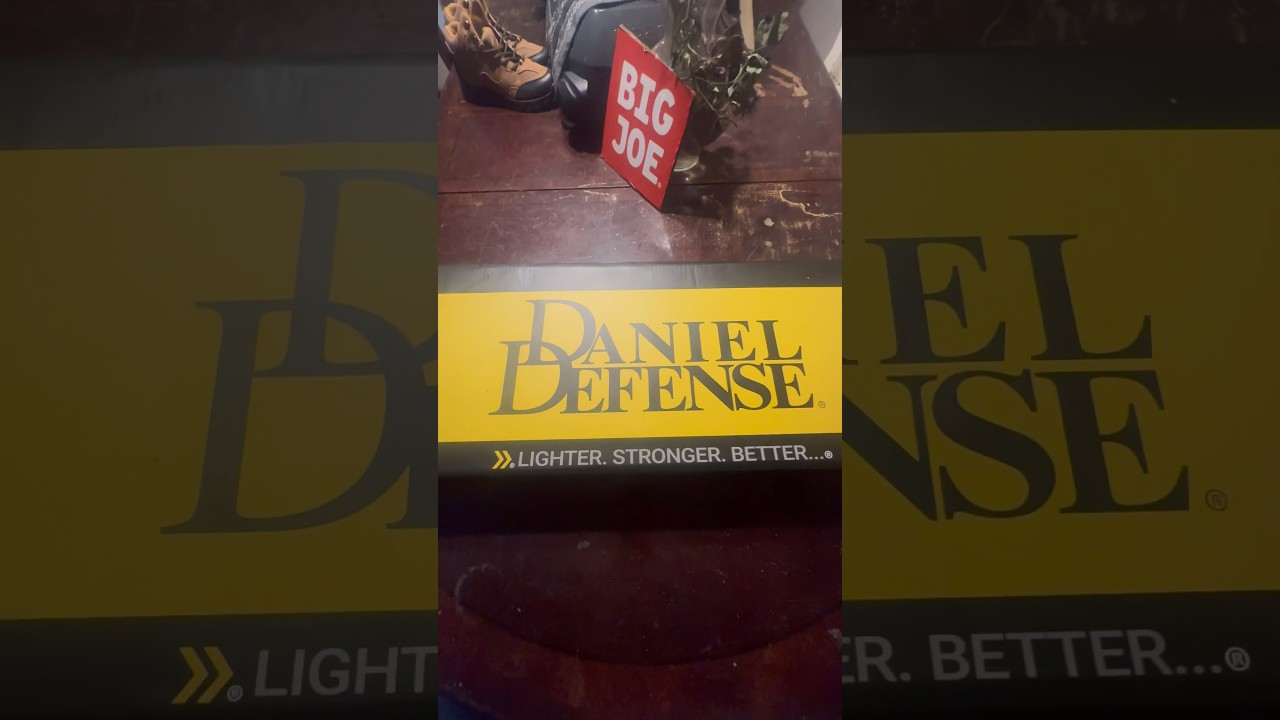 BIG
JOE®
DANIEL
DEFENSE®
®LIGHTER. STRONGER. BETTER...®